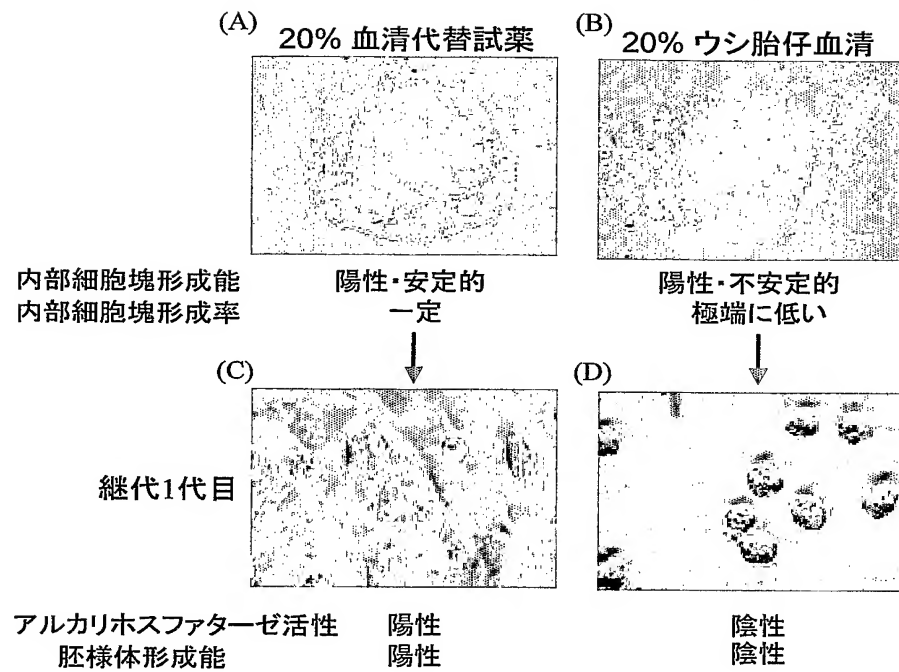 (A)
20% 血清代替試薬
(B)
20% ウシ胎仔血清
内部細胞塊形成能 陽性・安定的 陽性・不安定的
内部細胞塊形成率 一定 極端に低い
(C)
(D)
継代1代目
アルカリホスファターゼ活性 陽性 陰性
胚様体形成能 陽性 陰性